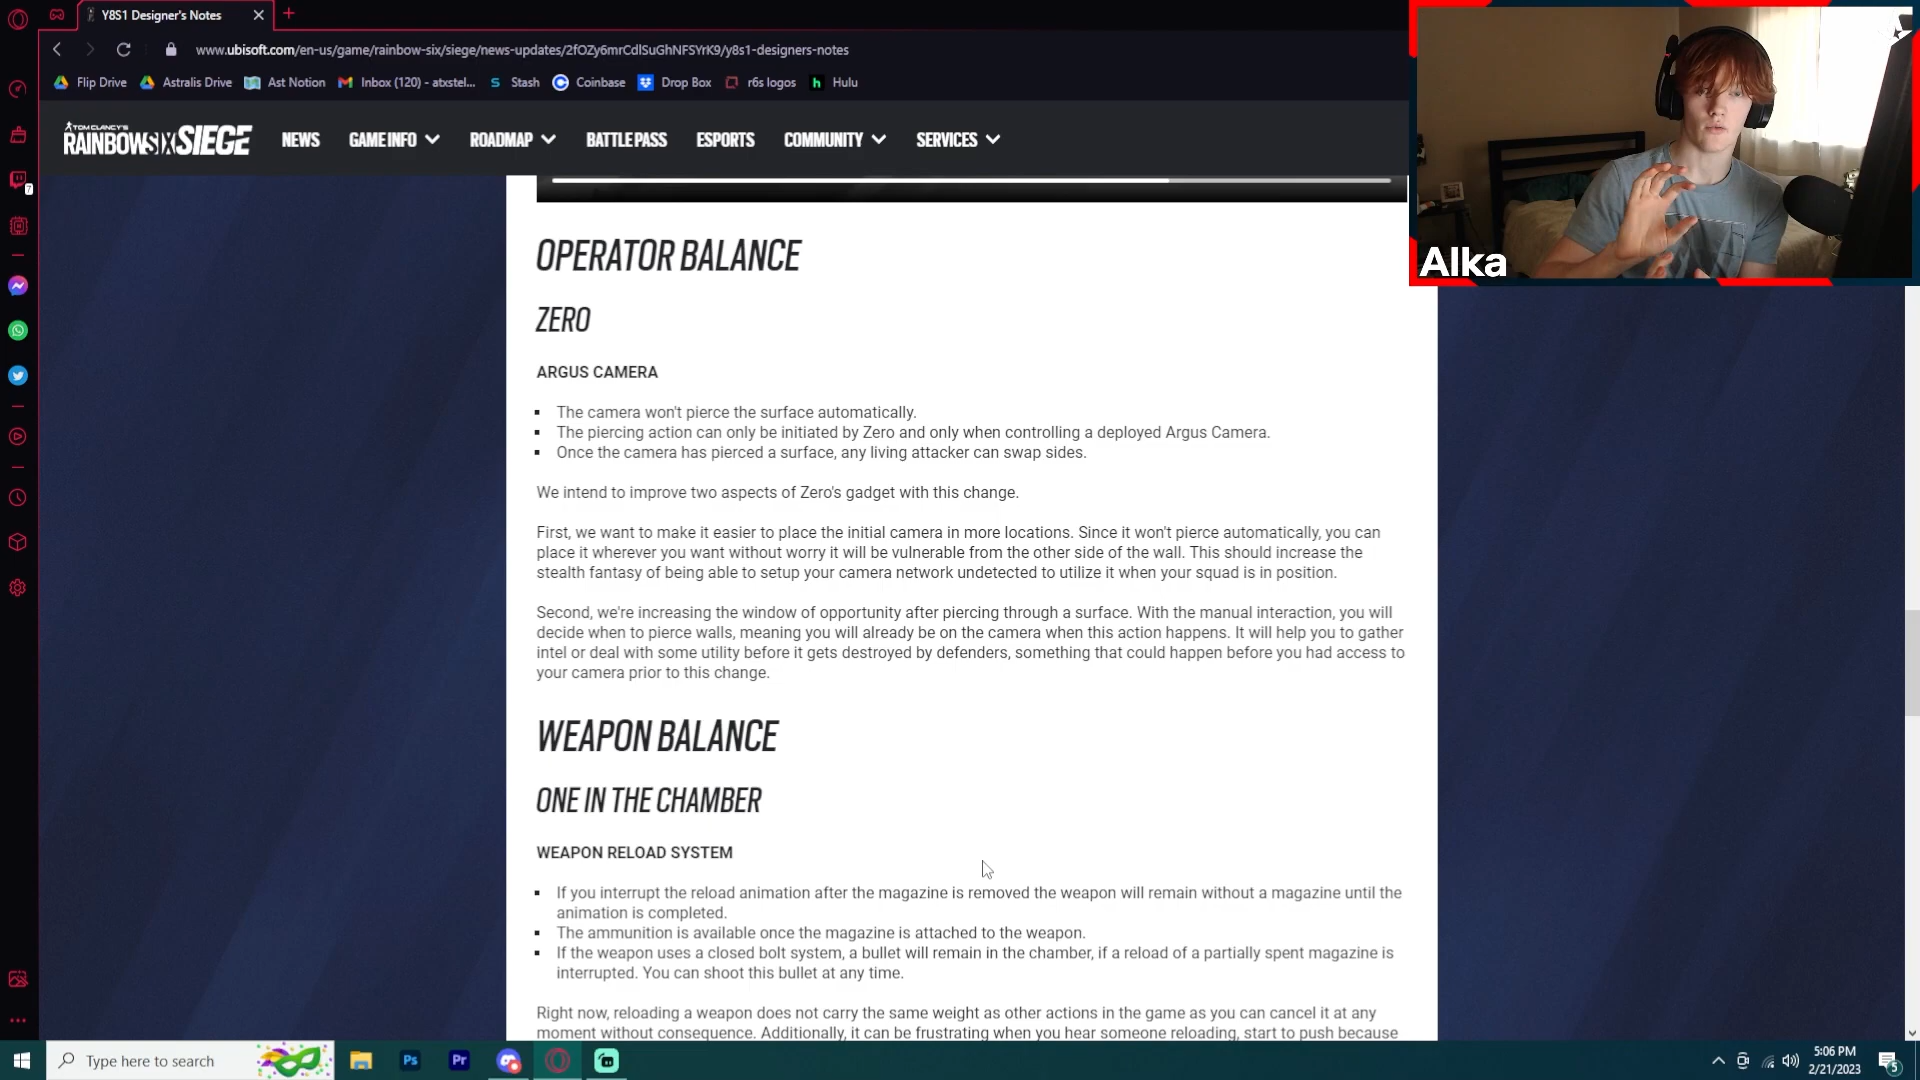 Y8S1 Designer's Notes
www.ubisoft.com/en-us/game/rainbow-six/siege/news-updates/2fOZy6mrCdlSuGhNFSYrK9/y8s1-designers-notes
Flip Drive Astralis Drive Ast Notion Inbox (120) - atxstel... Stash Coinbase Drop Box r6s logos Hulu
TOM CLANCY'S
RAINBOW SIX SIEGE NEWS GAME INFO ROADMAP BATTLE PASS ESPORTS COMMUNITY SERVICES
7
Alka
OPERATOR BALANCE
ZERO
ARGUS CAMERA
▪ The camera won't pierce the surface automatically.
▪ The piercing action can only be initiated by Zero and only when controlling a deployed Argus Camera.
▪ Once the camera has pierced a surface, any living attacker can swap sides.
We intend to improve two aspects of Zero's gadget with this change.
First, we want to make it easier to place the initial camera in more locations. Since it won't pierce automatically, you can
place it wherever you want without worry it will be vulnerable from the other side of the wall. This should increase the
stealth fantasy of being able to setup your camera network undetected to utilize it when your squad is in position.
Second, we're increasing the window of opportunity after piercing through a surface. With the manual interaction, you will
decide when to pierce walls, meaning you will already be on the camera when this action happens. It will help you to gather
intel or deal with some utility before it gets destroyed by defenders, something that could happen before you had access to
your camera prior to this change.
WEAPON BALANCE
ONE IN THE CHAMBER
WEAPON RELOAD SYSTEM
▪ If you interrupt the reload animation after the magazine is removed the weapon will remain without a magazine until the
animation is completed.
▪ The ammunition is available once the magazine is attached to the weapon.
▪ If the weapon uses a closed bolt system, a bullet will remain in the chamber, if a reload of a partially spent magazine is
interrupted. You can shoot this bullet at any time.
Right now, reloading a weapon does not carry the same weight as other actions in the game as you can cancel it at any
moment without consequence. Additionally, it can be frustrating when you hear someone reloading, start to push because
Type here to search
Ps
Pr
5:06 PM
2/21/2023
5